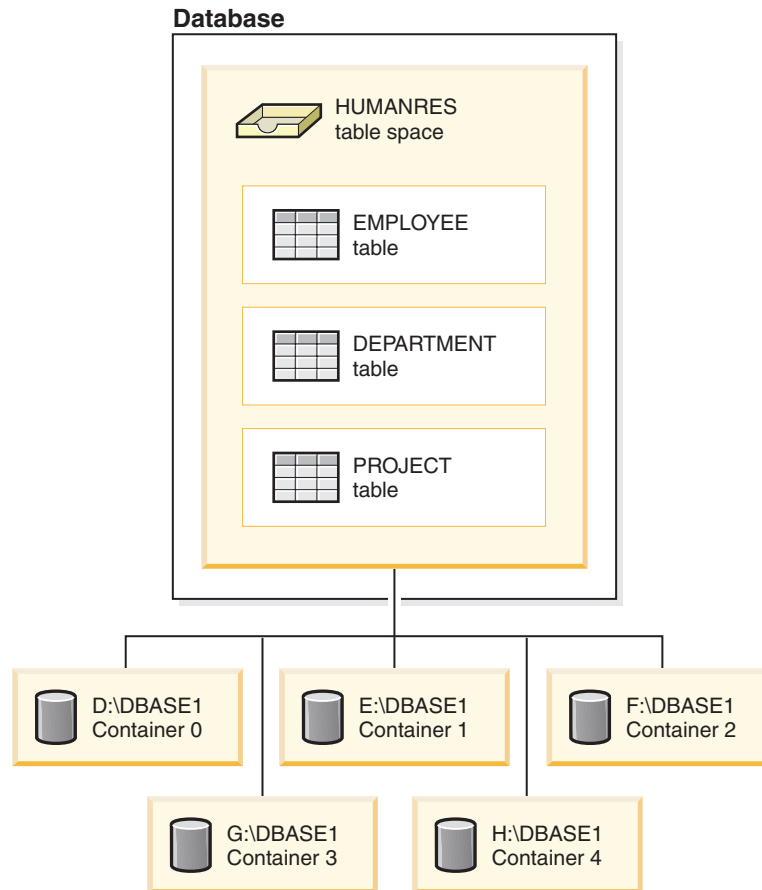 Database
HUMANRES
table space
EMPLOYEE
table
DEPARTMENT
table
PROJECT
table
D:\DBASE1
Container 0
E:\DBASE1
Container 1
F:\DBASE1
Container 2
G:\DBASE1
Container 3
H:\DBASE1
Container 4